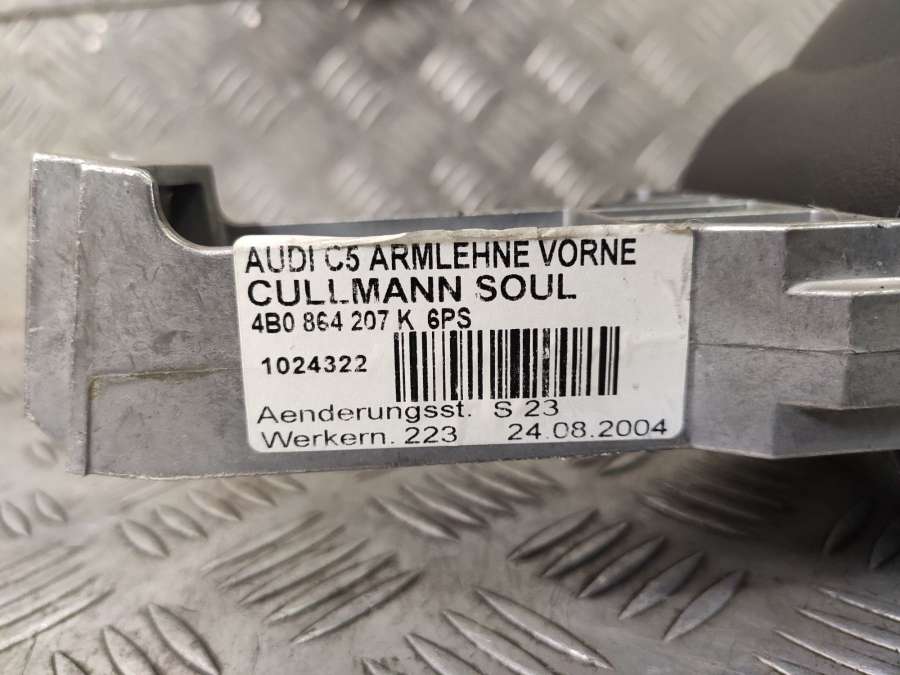 AUDI C5 ARMLEHNE VORNE
CULLMANN SOUL
4B0 864 207 K 6PS
1024322
Aenderungsst. S 23
Werkern. 223 24.08.2004